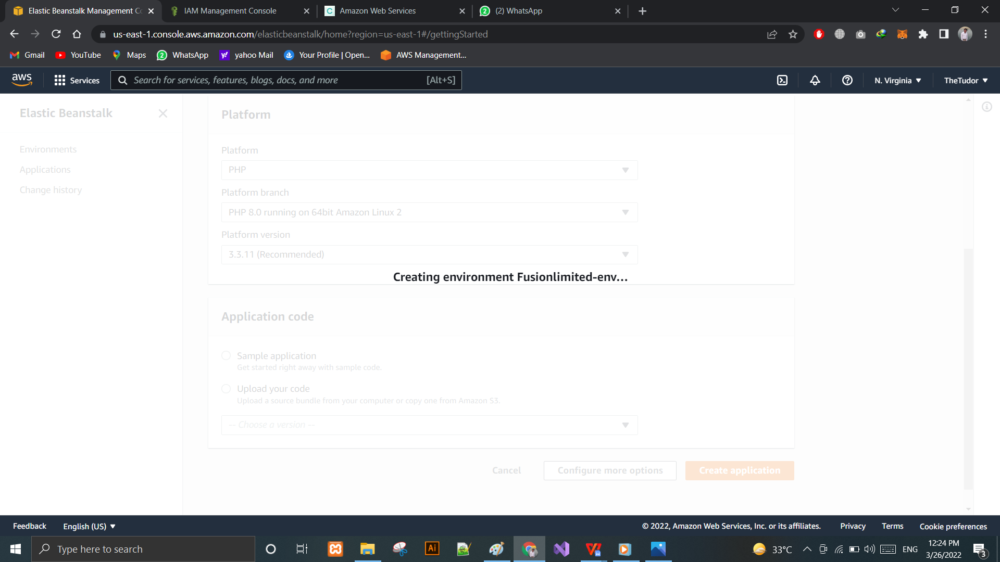 Elastic Beanstalk Management Co
IAM Management Console
Amazon Web Services
(2) WhatsApp
us-east-1.console.aws.amazon.com/elasticbeanstalk/home?region=us-east-1#/gettingStarted
Gmail
YouTube
Maps
WhatsApp
yahoo Mail
Your Profile | Open...
AWS Management...
aws
Services
Search for services, features, blogs, docs, and more
[Alt+S]
N. Virginia
TheTudor
Elastic Beanstalk
Environments
Applications
Change history
Platform
Platform
PHP
Platform branch
PHP 8.0 running on 64bit Amazon Linux 2
Platform version
3.3.11 (Recommended)
Creating environment Fusionlimited-env...
Application code
Sample application
Get started right away with sample code.
Upload your code
Upload a source bundle from your computer or copy one from Amazon S3.
-- Choose a version --
Cancel
Configure more options
Create application
Feedback
English (US)
© 2022, Amazon Web Services, Inc. or its affiliates.
Privacy
Terms
Cookie preferences
Type here to search
Ai
33°C
ENG
12:24 PM
3/26/2022
3